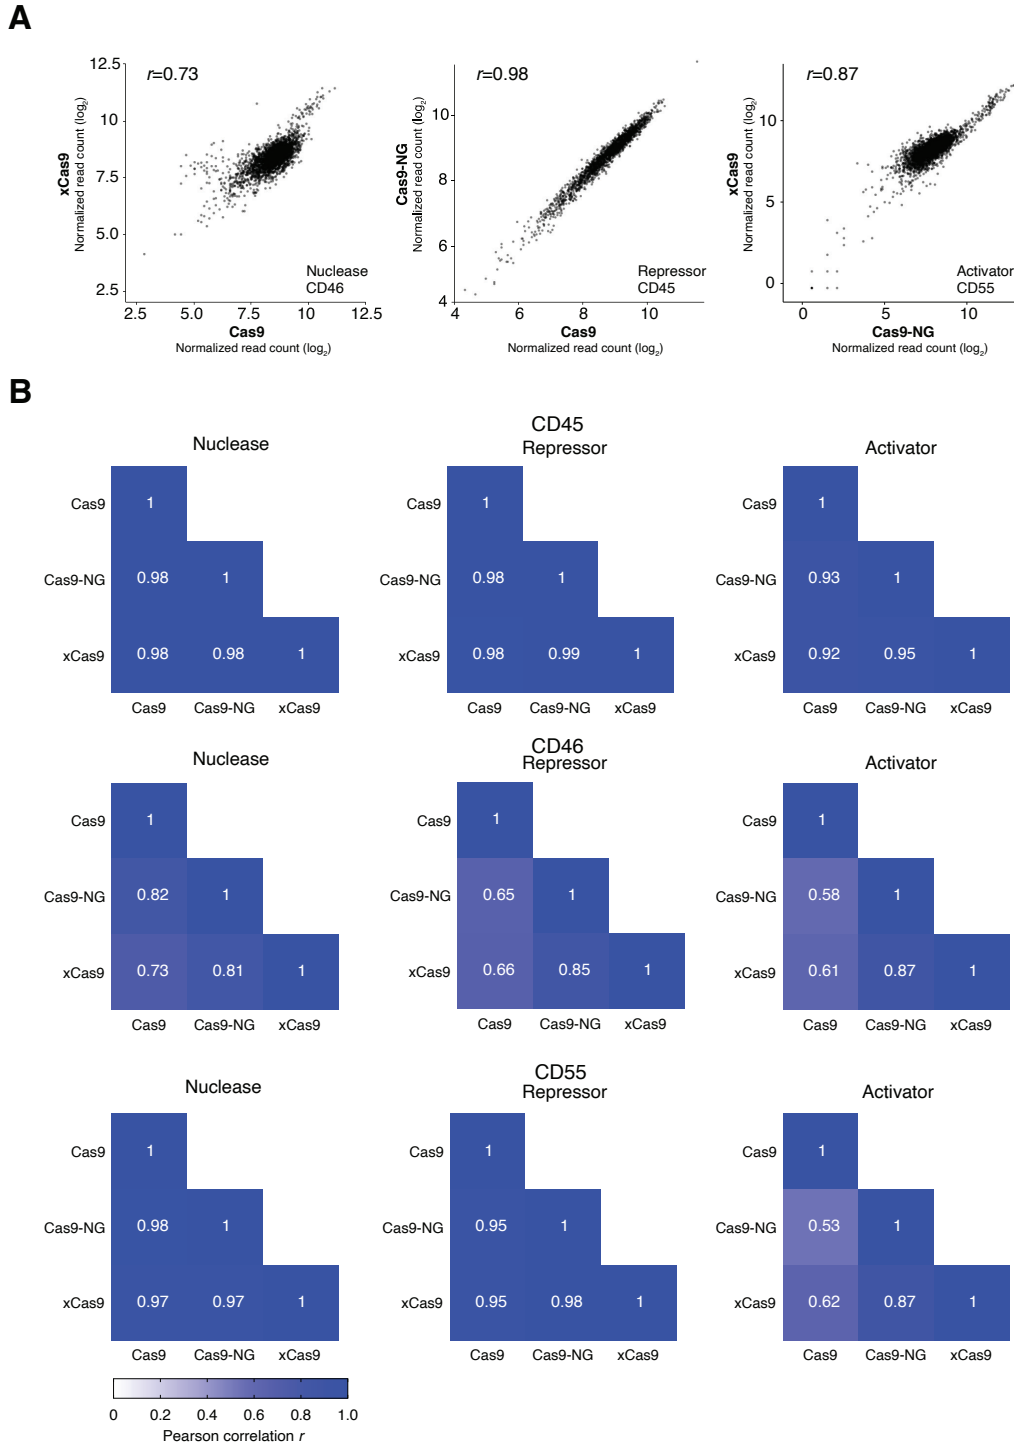 A
r=0.73
xCas9
Normalized read count (log2)
12.5
10
7.5
5.0
2.5
2.5 5.0 7.5 10 12.5
Nuclease
CD46
Cas9
Normalized read count (log2)
r=0.98
Cas9-NG
Normalized read count (log2)
10
8
6
4
4 6 8 10
Repressor
CD45
Cas9
Normalized read count (log2)
r=0.87
xCas9
Normalized read count (log2)
10
5
0
0 5 10
Activator
CD55
Cas9-NG
Normalized read count (log2)
B
CD45
Nuclease Repressor Activator
Cas9 1 Cas9 1 Cas9 1
Cas9-NG 0.98 1 Cas9-NG 0.98 1 Cas9-NG 0.93 1
xCas9 0.98 0.98 1 xCas9 0.98 0.99 1 xCas9 0.92 0.95 1
Cas9 Cas9-NG xCas9 Cas9 Cas9-NG xCas9 Cas9 Cas9-NG xCas9
CD46
Nuclease Repressor Activator
Cas9 1 Cas9 1 Cas9 1
Cas9-NG 0.82 1 Cas9-NG 0.65 1 Cas9-NG 0.58 1
xCas9 0.73 0.81 1 xCas9 0.66 0.85 1 xCas9 0.61 0.87 1
Cas9 Cas9-NG xCas9 Cas9 Cas9-NG xCas9 Cas9 Cas9-NG xCas9
CD55
Nuclease Repressor Activator
Cas9 1 Cas9 1 Cas9 1
Cas9-NG 0.98 1 Cas9-NG 0.95 1 Cas9-NG 0.53 1
xCas9 0.97 0.97 1 xCas9 0.95 0.98 1 xCas9 0.62 0.87 1
Cas9 Cas9-NG xCas9 Cas9 Cas9-NG xCas9 Cas9 Cas9-NG xCas9
0 0.2 0.4 0.6 0.8 1.0
Pearson correlation r